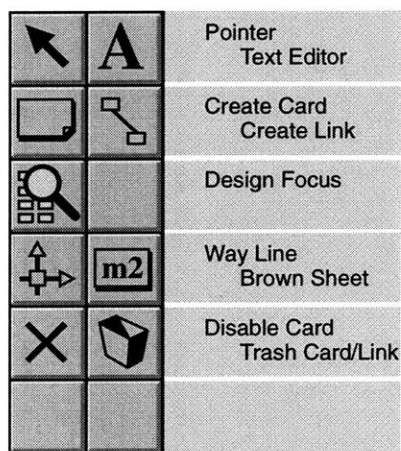 A
Pointer
Text Editor
Create Card
Create Link
Design Focus
m2
Way Line
Brown Sheet
Disable Card
Trash Card/Link